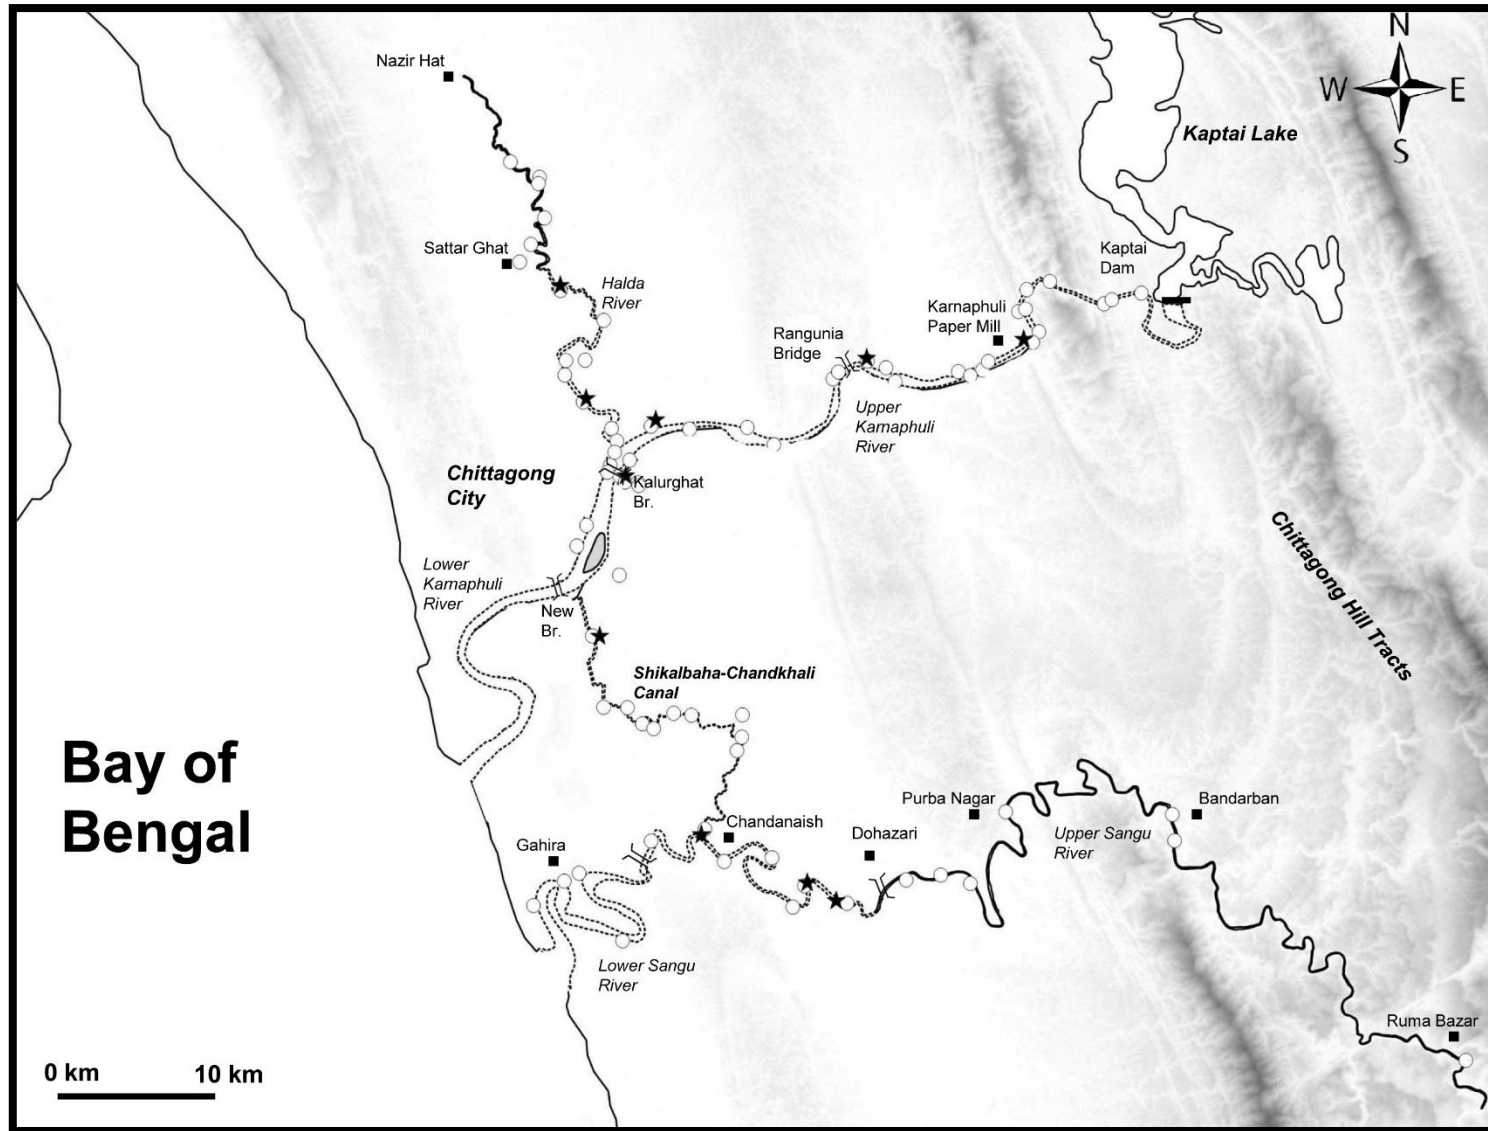 N
Nazir Hat
W
E
Kaptai Lake
S
Sattar Ghat
Kaptai
Dam
Halda
River
Karnaphuli
Paper Mill
Rangunia
Bridge
Upper
Karnaphuli
River
Chittagong
City
Kalurghat
Br.
Chittagong Hill Tracts
Lower
Karnaphuli
River
New
Br.
Shikalbaha-Chandkhali
Canal
Bay of
Bengal
Purba Nagar
Bandarban
Gahira
Chandanaish
Dohazari
Upper Sangu
River
Lower Sangu
River
Ruma Bazar
0 km
10 km